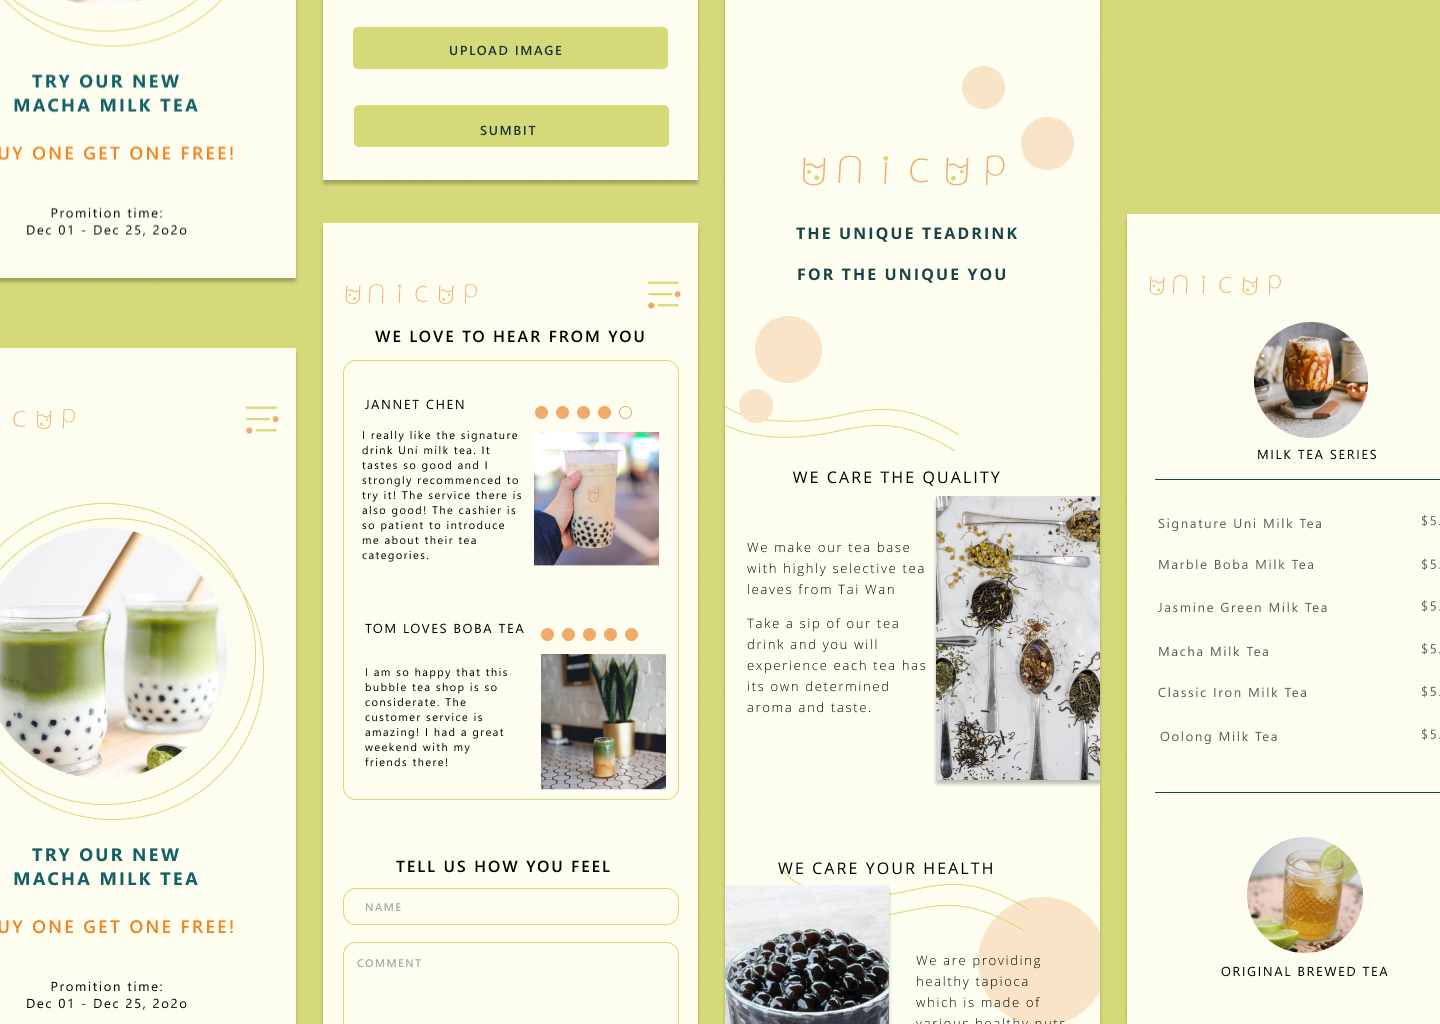 TRY OUR NEW
MACHA MILK TEA
UY ONE GET ONE FREE!
Promition time:
Dec 01 - Dec 25, 2o2o
cup
TRY OUR NEW
MACHA MILK TEA
UY ONE GET ONE FREE!
Promition time:
Dec 01 - Dec 25, 2o2o
UPLOAD IMAGE
SUMBIT
unicup
WE LOVE TO HEAR FROM YOU
JANNET CHEN
I really like the signature
drink Uni milk tea. It
tastes so good and I
strongly recommenced to
try it! The service there is
also good! The cashier is
so patient to introduce
me about their tea
categories.
TOM LOVES BOBA TEA
I am so happy that this
bubble tea shop is so
considerate. The
customer service is
amazing! I had a great
weekend with my
friends there!
TELL US HOW YOU FEEL
NAME
COMMENT
unicup
THE UNIQUE TEADRINK
FOR THE UNIQUE YOU
WE CARE THE QUALITY
We make our tea base
with highly selective tea
leaves from Tai Wan
Take a sip of our tea
drink and you will
experience each tea has
its own determined
aroma and taste.
WE CARE YOUR HEALTH
We are providing
healthy tapioca
which is made of
various healthy nuts
unicup
MILK TEA SERIES
Signature Uni Milk Tea $5.
Marble Boba Milk Tea $5.
Jasmine Green Milk Tea $5.
Macha Milk Tea $5.
Classic Iron Milk Tea $5.
Oolong Milk Tea $5.
ORIGINAL BREWED TEA